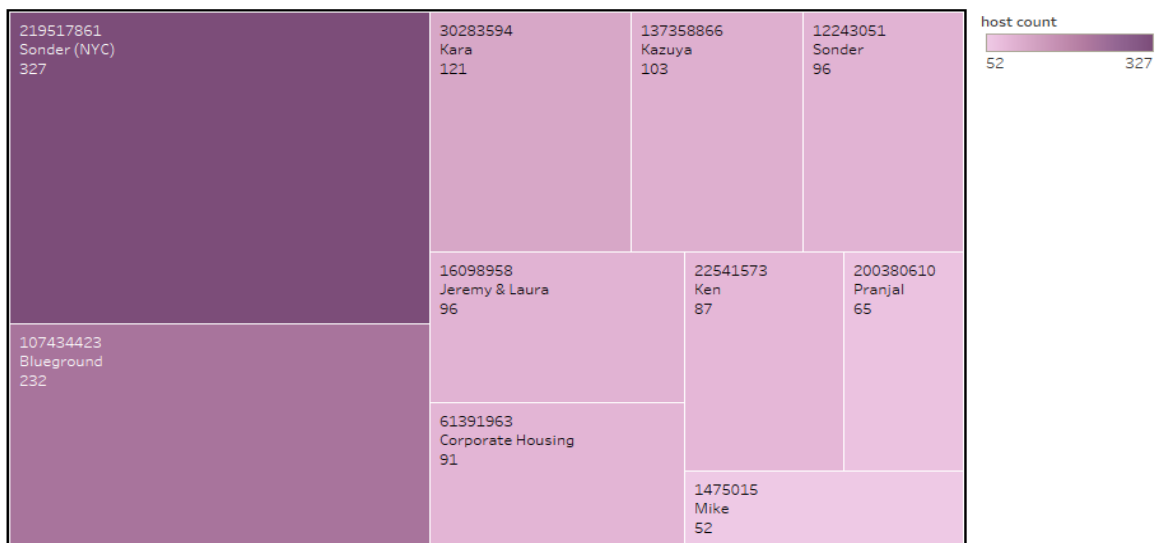 219517861
Sonder (NYC)
327
30283594
Kara
121
137358866
Kazuya
103
12243051
Sonder
96
host count
52 327
16098958
Jeremy & Laura
96
22541573
Ken
87
200380610
Pranjal
65
107434423
Blueground
232
61391963
Corporate Housing
91
1475015
Mike
52